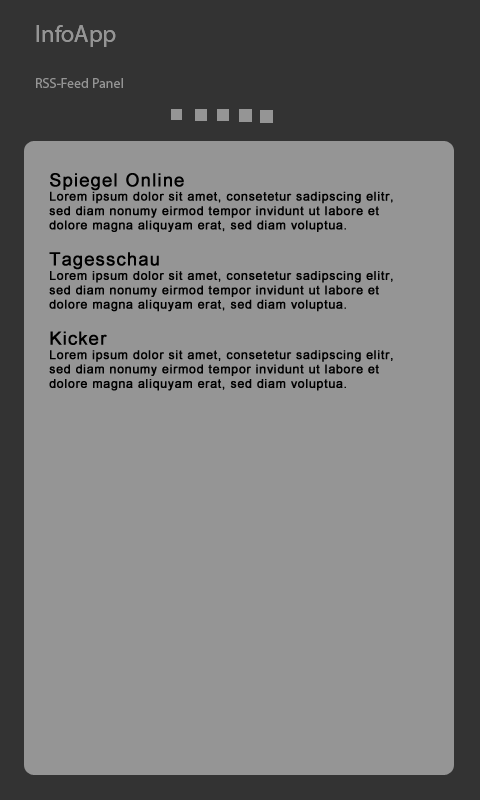 InfoApp
RSS-Feed Panel
Spiegel Online
Lorem ipsum dolor sit amet, consetetur sadipscing elitr,
sed diam nonumy eirmod tempor invidunt ut labore et
dolore magna aliquyam erat, sed diam voluptua.
Tagesschau
Lorem ipsum dolor sit amet, consetetur sadipscing elitr,
sed diam nonumy eirmod tempor invidunt ut labore et
dolore magna aliquyam erat, sed diam voluptua.
Kicker
Lorem ipsum dolor sit amet, consetetur sadipscing elitr,
sed diam nonumy eirmod tempor invidunt ut labore et
dolore magna aliquyam erat, sed diam voluptua.